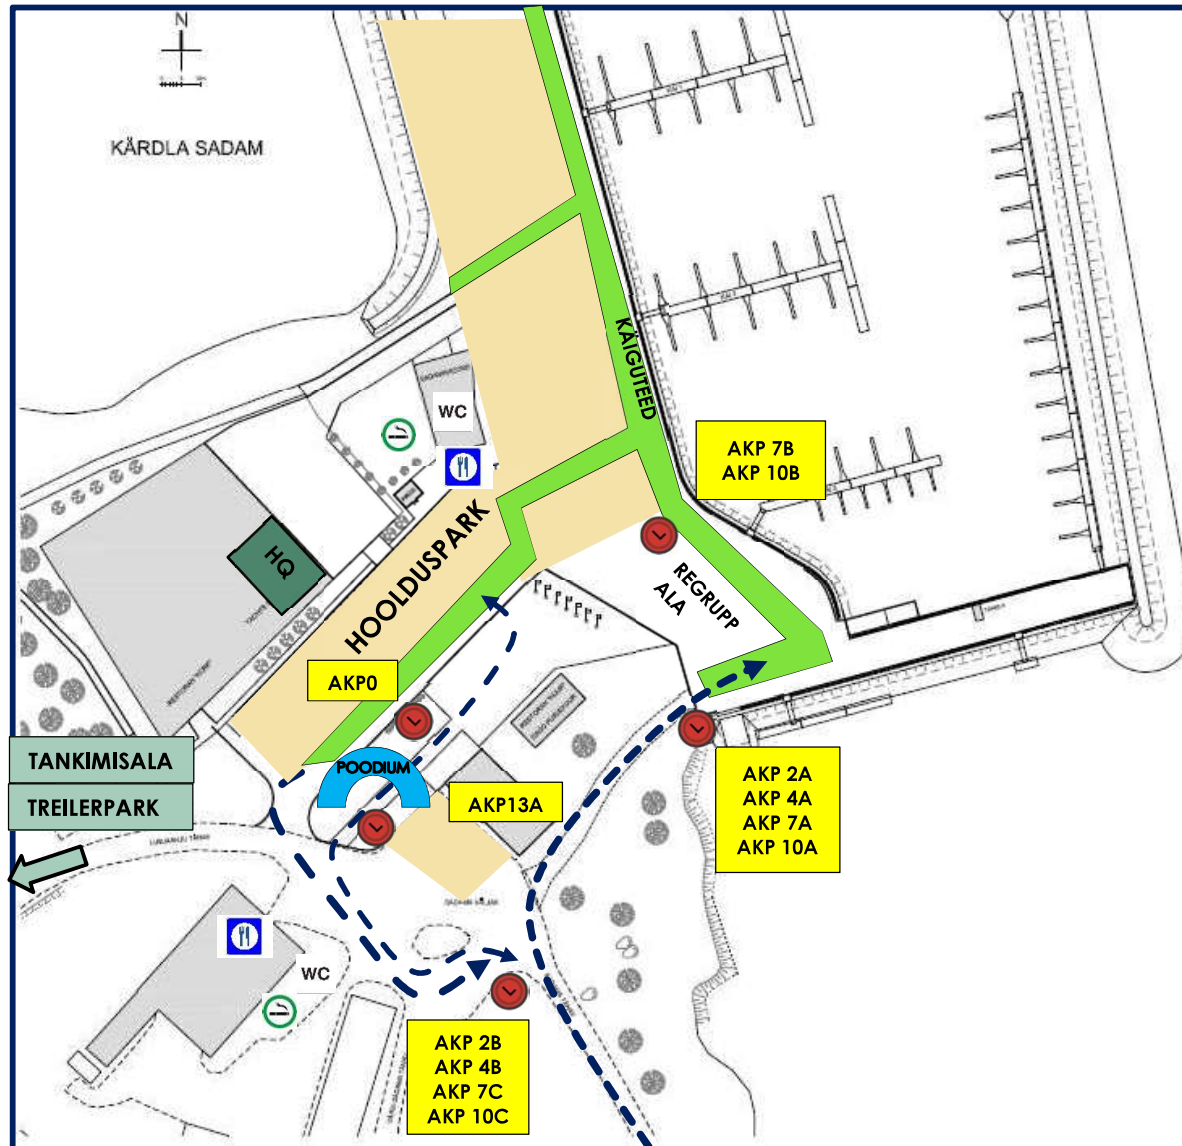 N
KÄRDLA SADAM
KÄIGUTEED
WC
AKP 7B
AKP 10B
HQ
HOOLDUSPARK
REGRUPP
ALA
AKP0
TANKIMISALA
TREILERPARK
POODIUM
AKP13A
AKP 2A
AKP 4A
AKP 7A
AKP 10A
WC
AKP 2B
AKP 4B
AKP 7C
AKP 10C